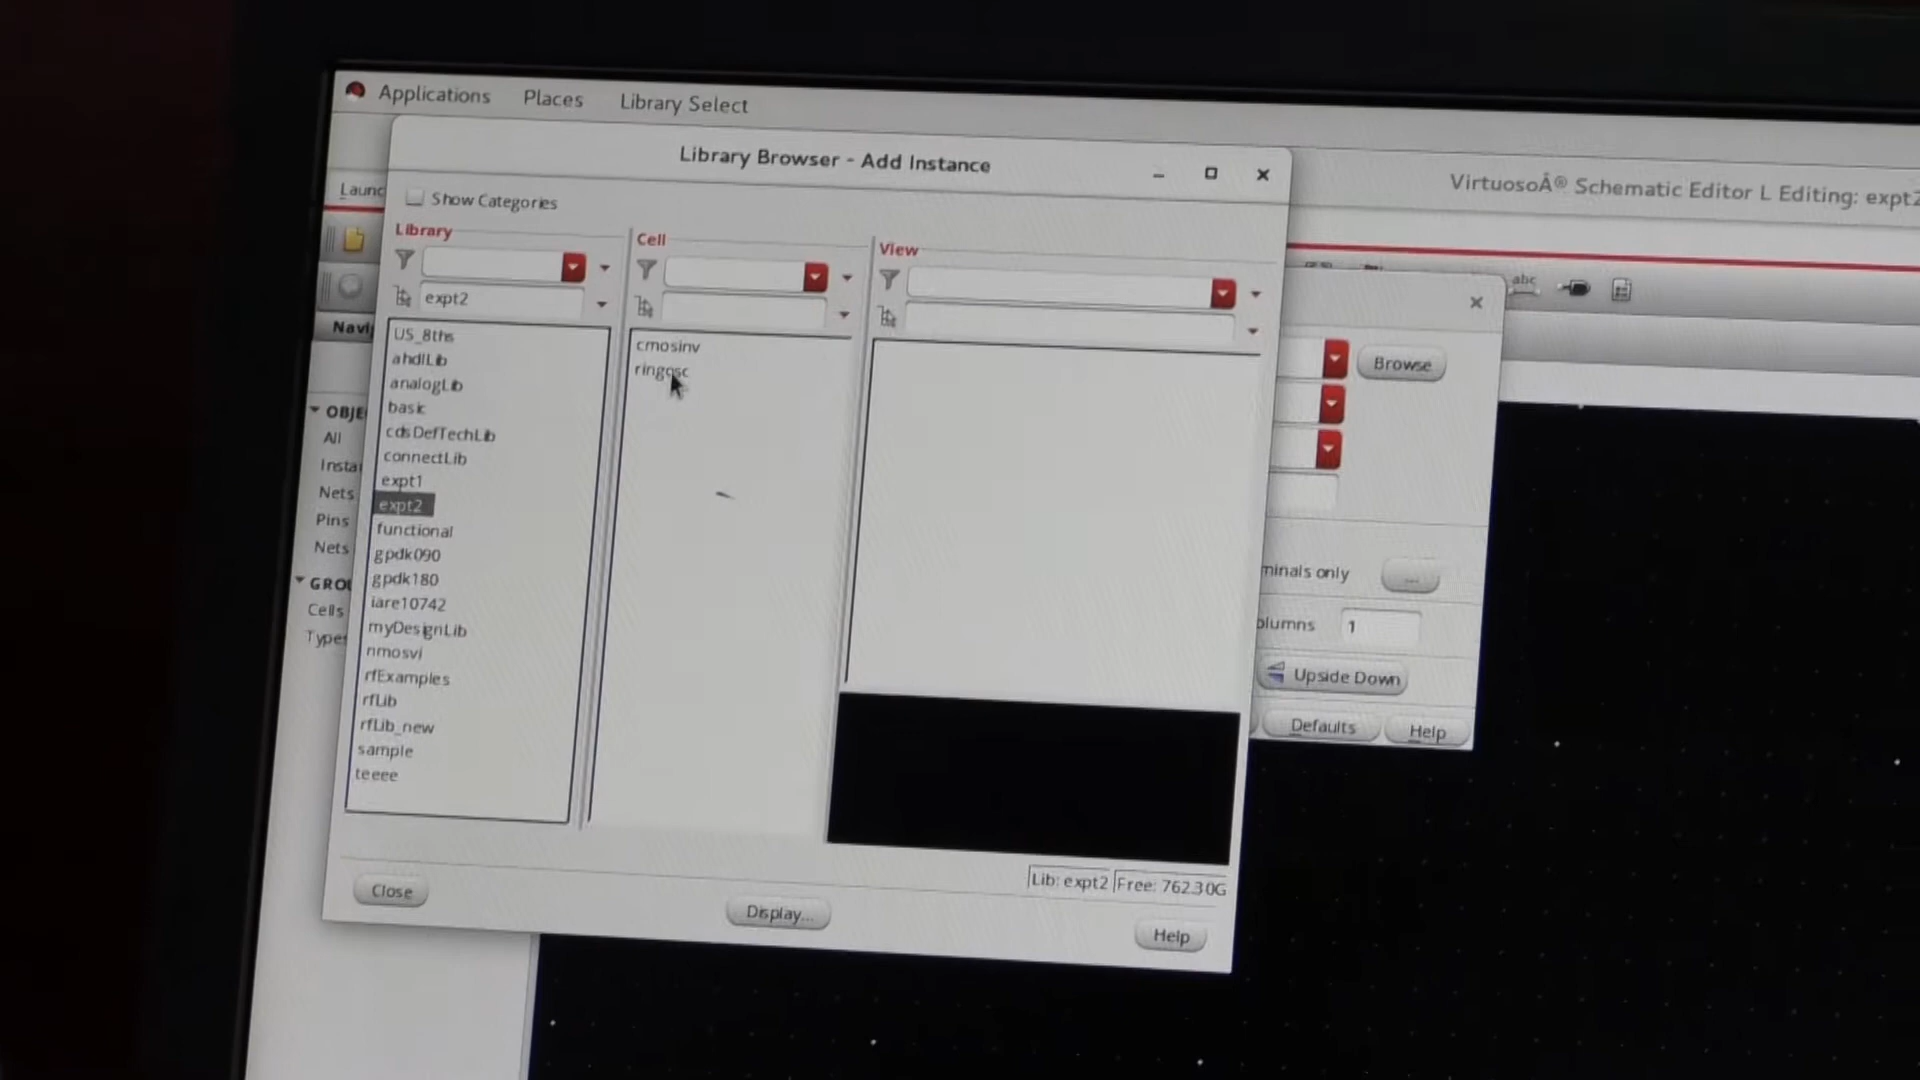 Applications Places Library Select
Library Browser - Add Instance
VirtuosoÂ® Schematic Editor L Editing: expt2
Launc
Show Categories
Library
Cell
View
expt2
abc
Navi
US_8ths
ahdlLib
analogLib
basic
cdsDefTechLib
connectLib
expt1
expt2
functional
gpdk090
gpdk180
iare10742
myDesignLib
nmosvi
rfExamples
rfLib
rfLib_new
sample
teeee
cmosinv
ringosc
OBJE
All
Insta
Nets
Pins
Nets
GROU
Cells
Types
Browse
minals only
...
olumns 1
Upside Down
Defaults
Help
Lib: expt2 Free: 762.30G
Close
Display...
Help